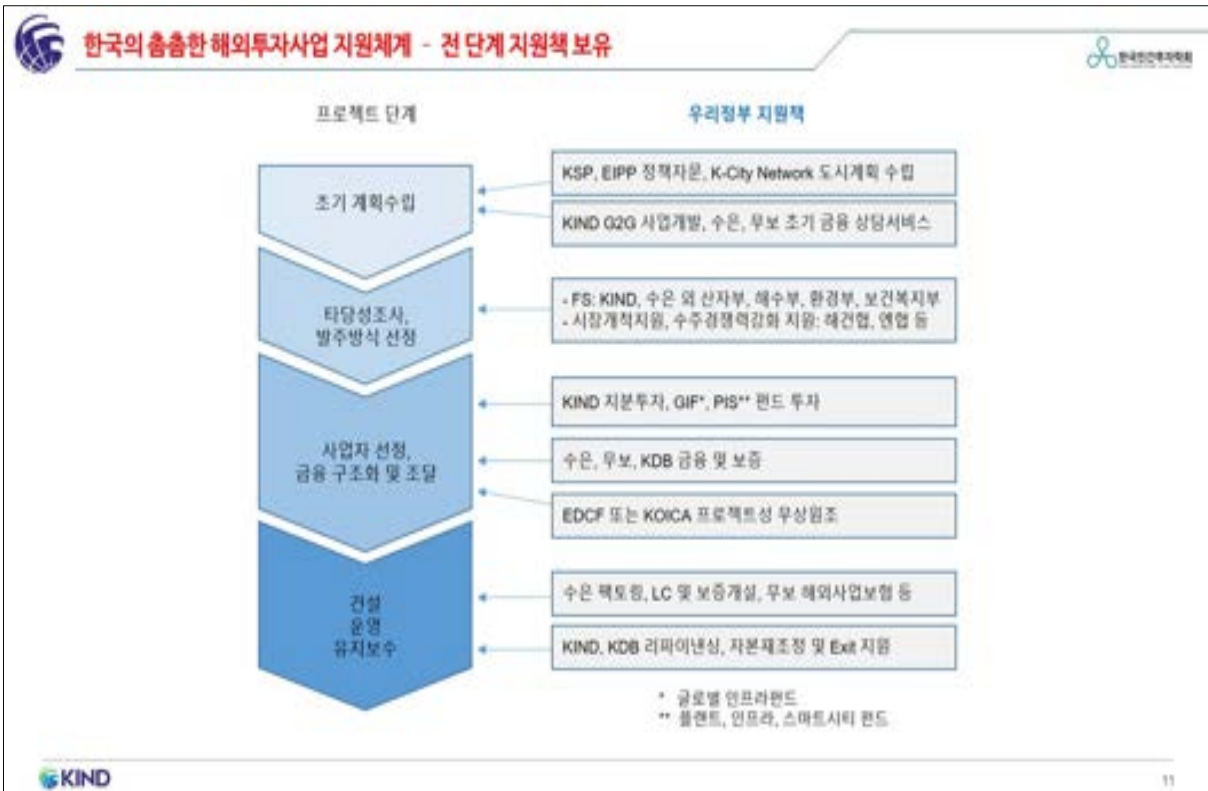 한국의 촘촘한 해외투자사업 지원체계 - 전 단계 지원책 보유
한국민간투자학회
프로젝트 단계
우리정부 지원책
초기 계획수립
KSP, EIPP 정책자문, K-City Network 도시계획 수립
KIND G2G 사업개발, 수은, 무보 초기 금융 상담서비스
타당성조사,
발주방식 선정
- FS: KIND, 수은 외 산자부, 해수부, 환경부, 보건복지부
- 시장개척지원, 수주경쟁력강화 지원: 해건협, 엔협 등
사업자 선정,
금융 구조화 및 조달
KIND 지분투자, GIF*, PIS** 펀드 투자
수은, 무보, KDB 금융 및 보증
EDCF 또는 KOICA 프로젝트성 무상원조
건설
운영
유지보수
수은 팩토링, LC 및 보증개설, 무보 해외사업보험 등
KIND, KDB 리파이낸싱, 자본재조정 및 Exit 지원
* 글로벌 인프라펀드
** 플랜트, 인프라, 스마트시티 펀드
KIND
11